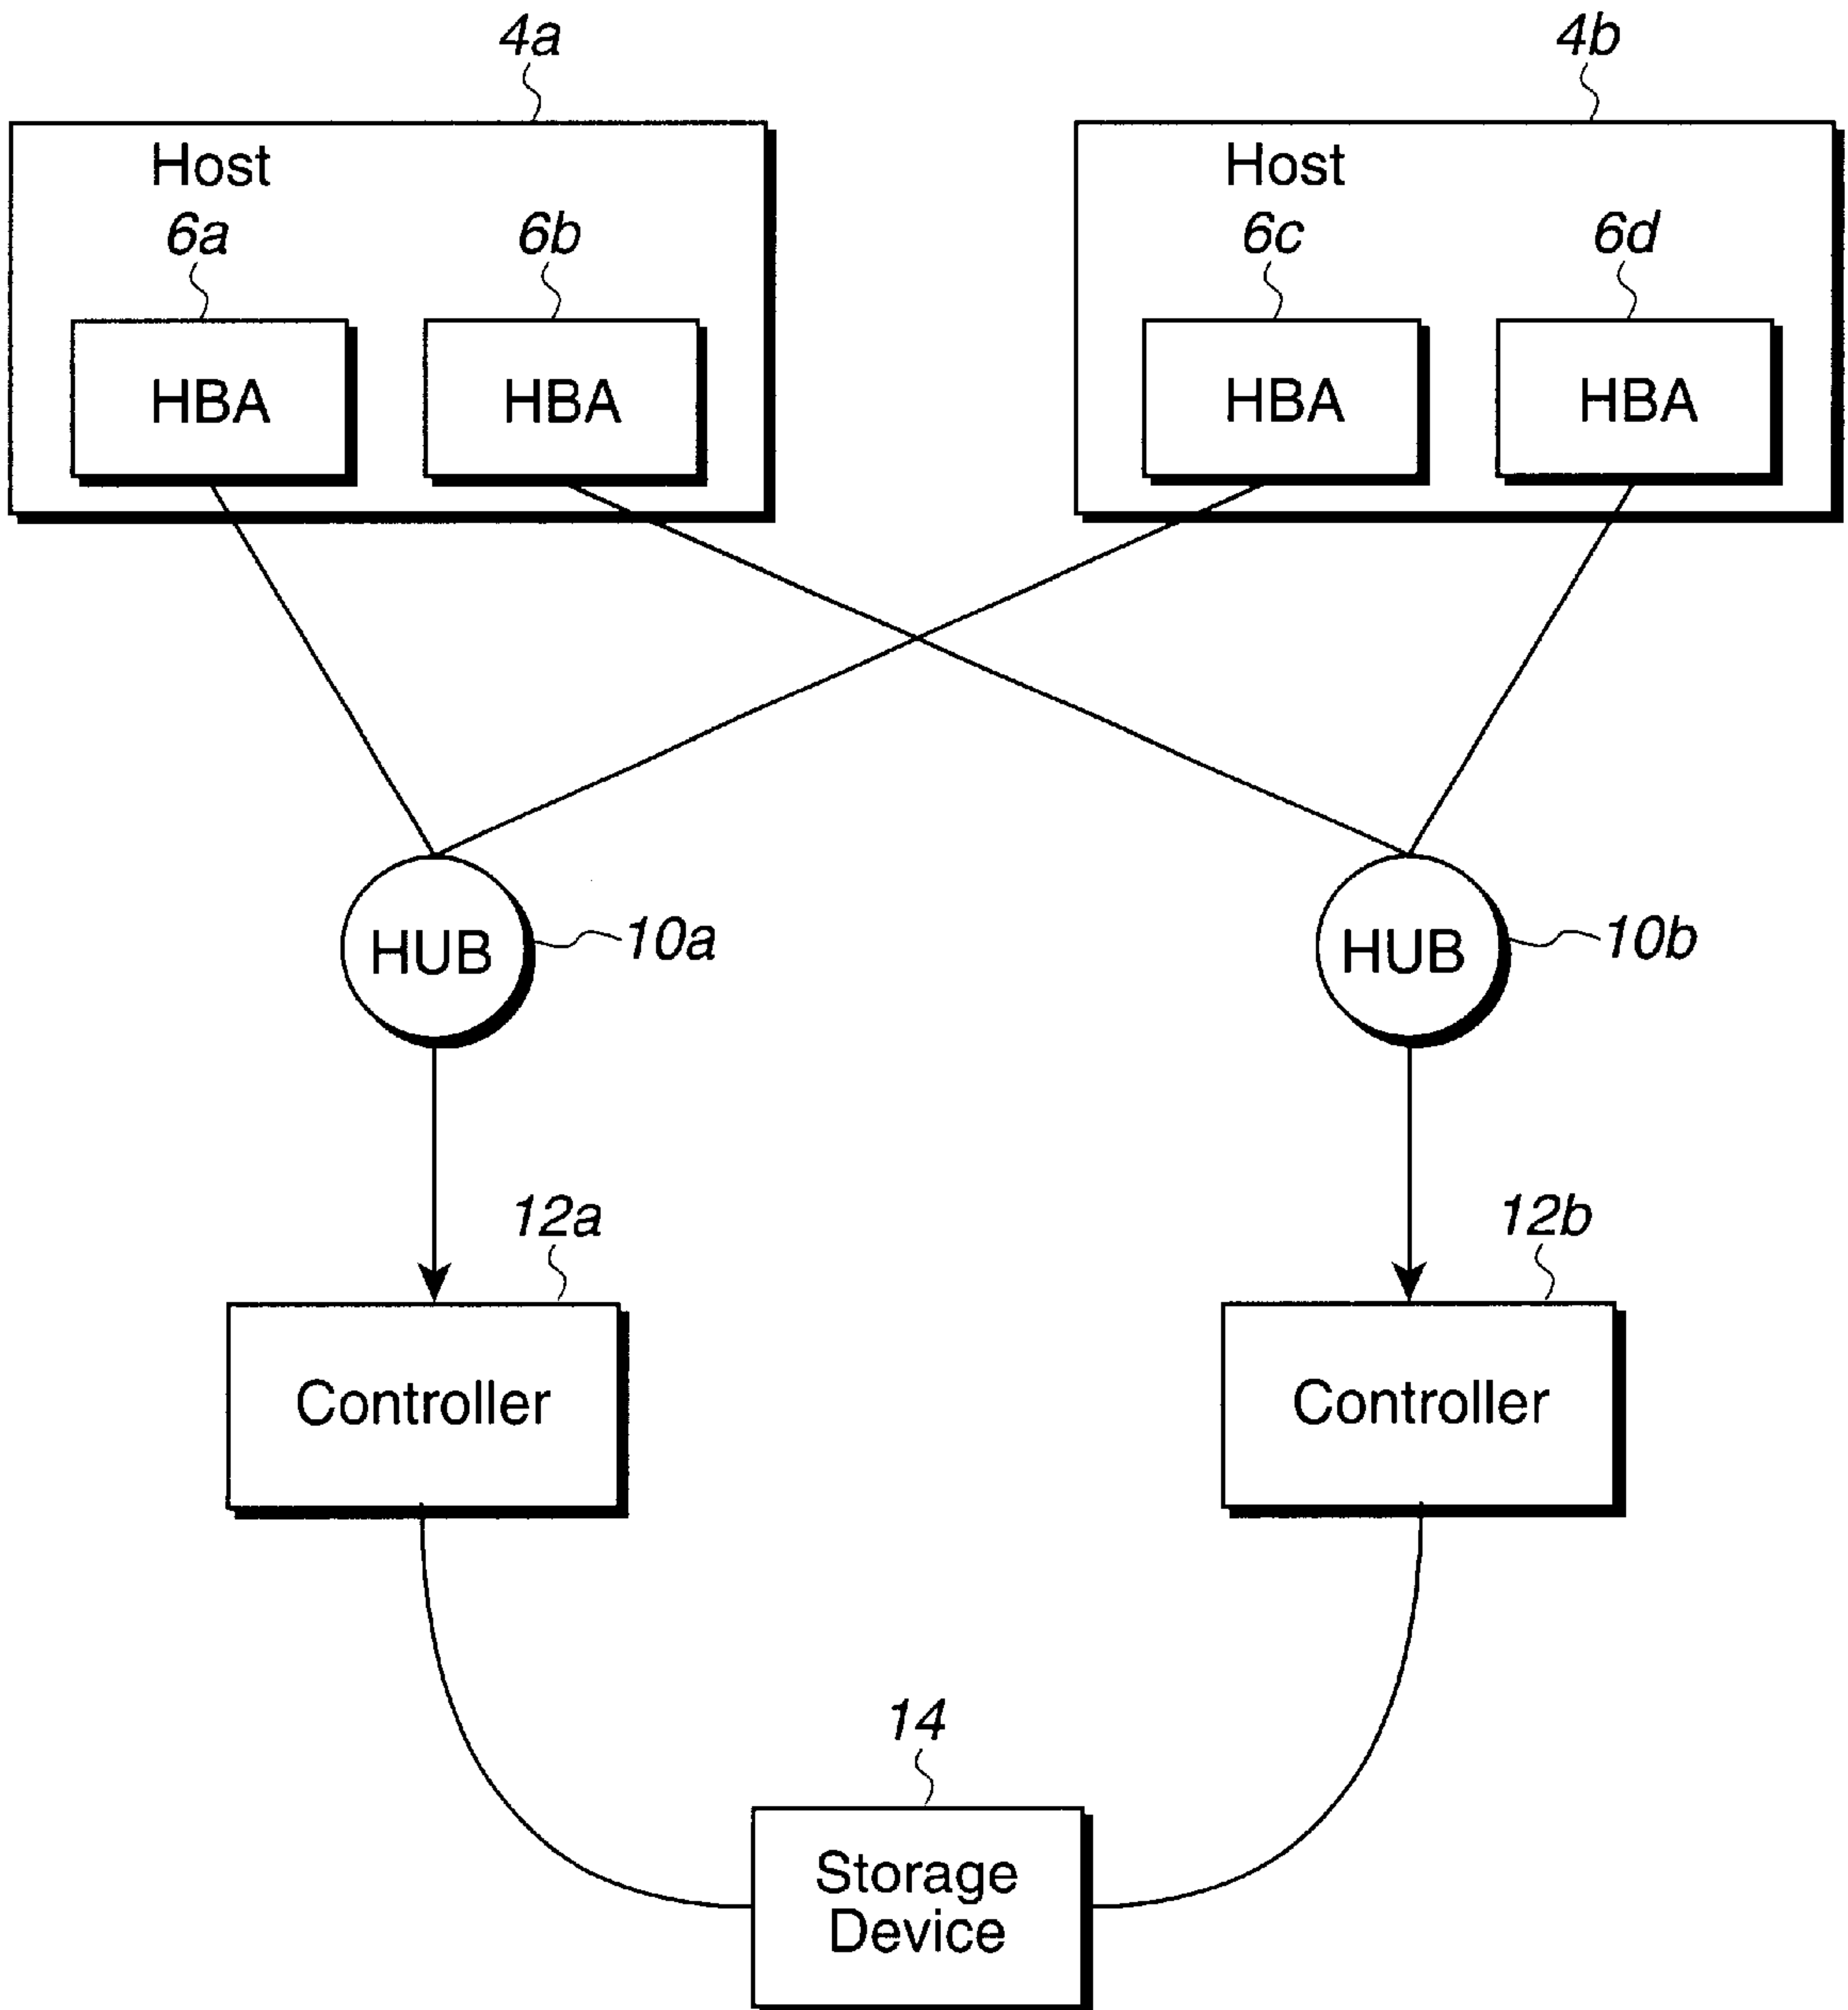 4a
4b
Host
Host
6a
6b
6c
6d
HBA
HBA
HBA
HBA
HUB
10a
HUB
10b
12a
12b
Controller
Controller
14
Storage
Device